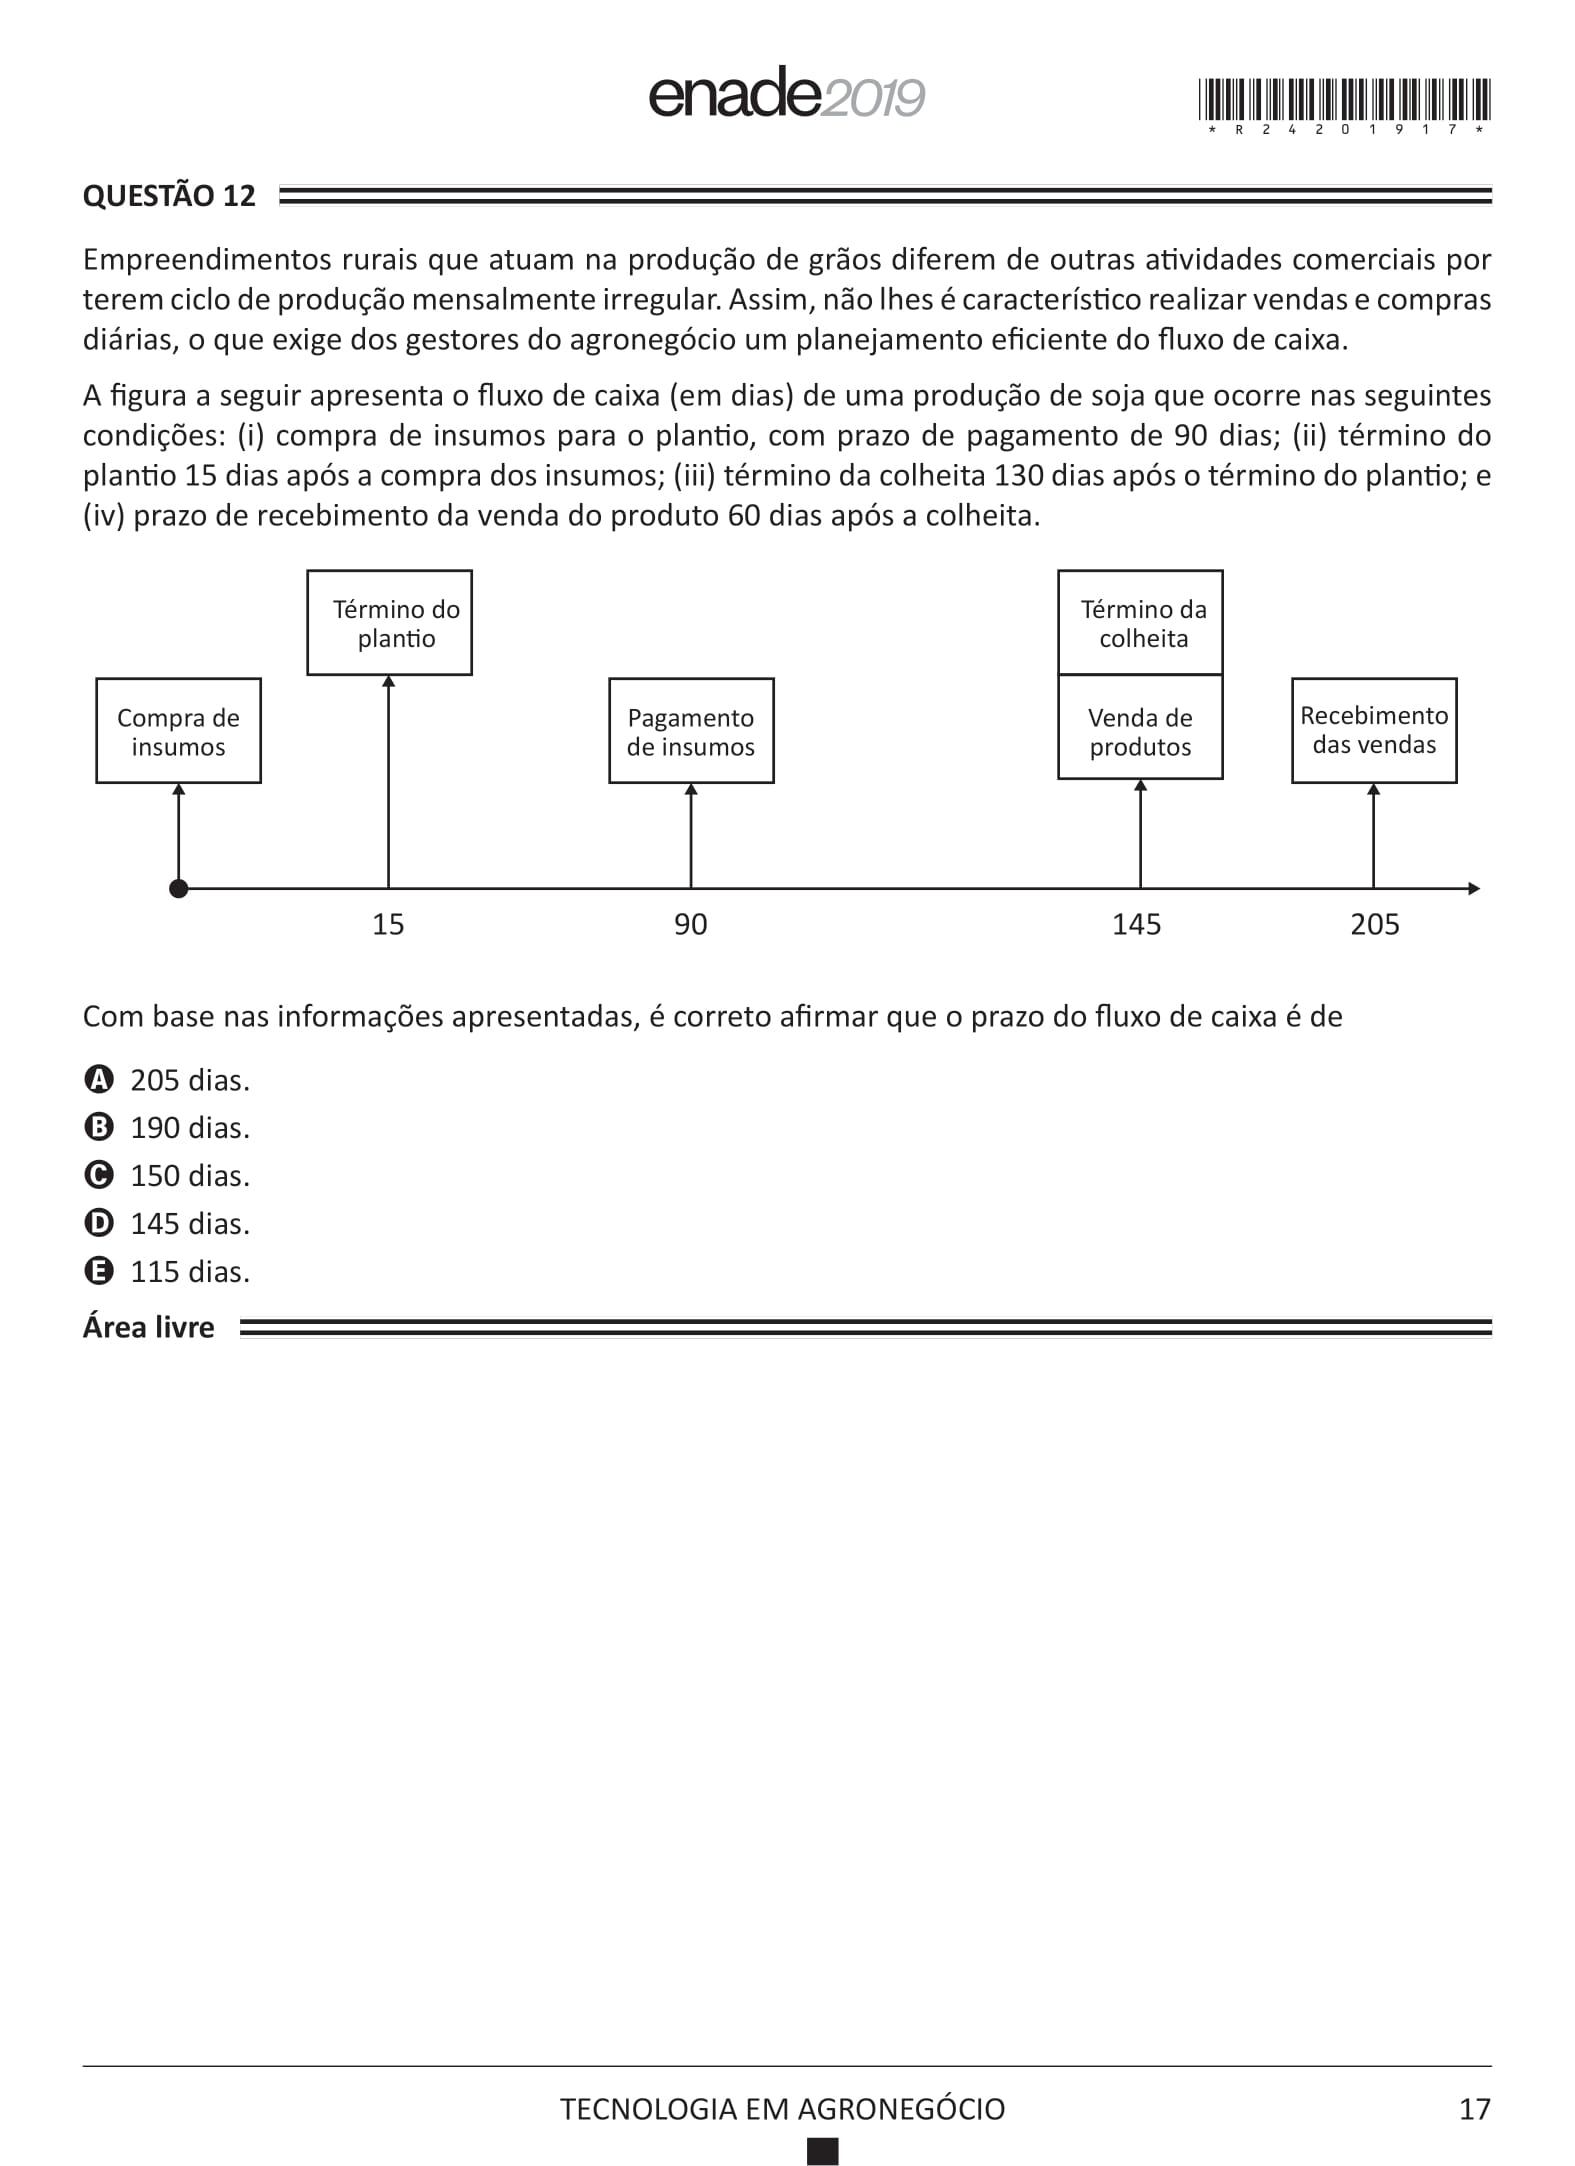 enade2019
*R24201917*
QUESTÃO 12
Empreendimentos rurais que atuam na produção de grãos diferem de outras atividades comerciais por
terem ciclo de produção mensalmente irregular. Assim, não lhes é característico realizar vendas e compras
diárias, o que exige dos gestores do agronegócio um planejamento eficiente do fluxo de caixa.
A figura a seguir apresenta o fluxo de caixa (em dias) de uma produção de soja que ocorre nas seguintes
condições: (i) compra de insumos para o plantio, com prazo de pagamento de 90 dias; (ii) término do
plantio 15 dias após a compra dos insumos; (iii) término da colheita 130 dias após o término do plantio; e
(iv) prazo de recebimento da venda do produto 60 dias após a colheita.
Término do
plantio
Término da
colheita
Compra de
insumos
Pagamento
de insumos
Venda de
produtos
Recebimento
das vendas
15 90 145 205
Com base nas informações apresentadas, é correto afirmar que o prazo do fluxo de caixa é de
A 205 dias.
B 190 dias.
C 150 dias.
D 145 dias.
E 115 dias.
Área livre
TECNOLOGIA EM AGRONEGÓCIO 17